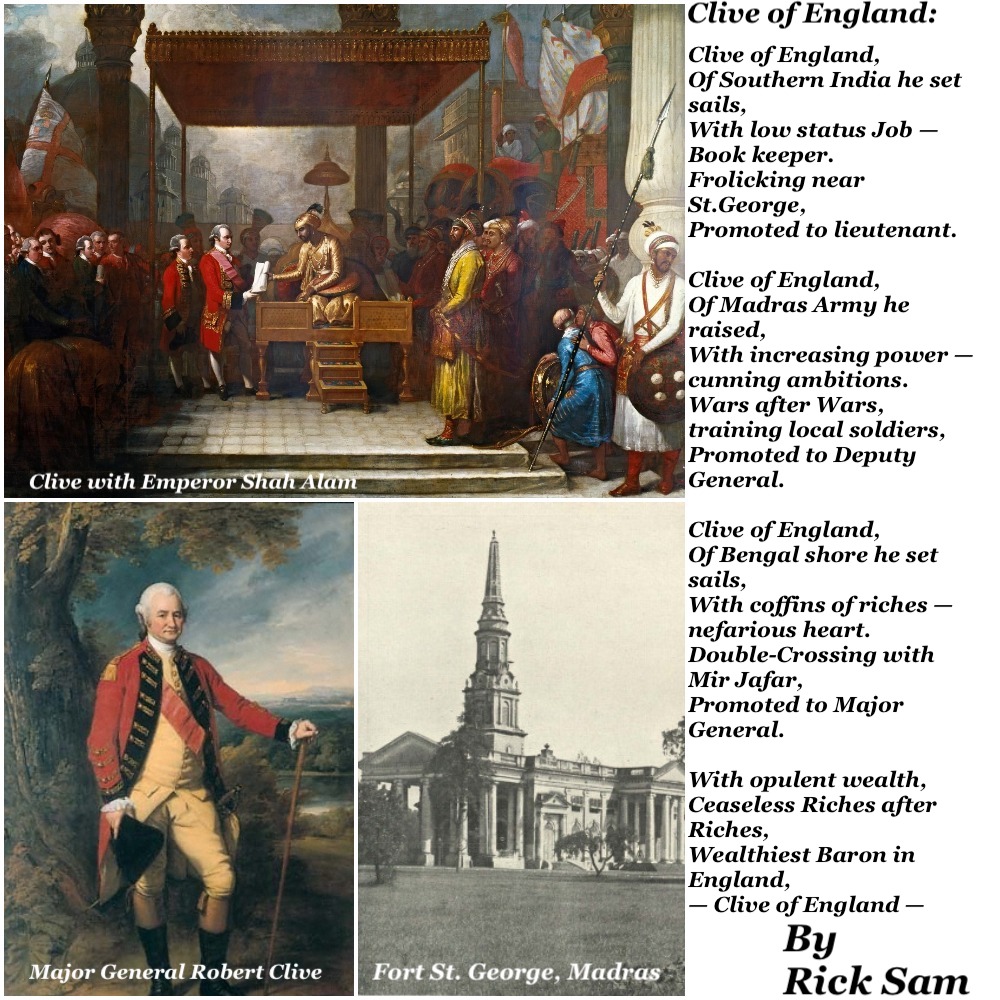 Clive of England:
Clive of England,
Of Southern India he set
sails,
With low status Job —
Book keeper.
Frolicking near
St.George,
Promoted to lieutenant.
Clive of England,
Of Madras Army he
raised,
With increasing power —
cunning ambitions.
Wars after Wars,
training local soldiers,
Promoted to Deputy
General.
Clive of England,
Of Bengal shore he set
sails,
With coffins of riches —
nefarious heart.
Double-Crossing with
Mir Jafar,
Promoted to Major
General.
With opulent wealth,
Ceaseless Riches after
Riches,
Wealthiest Baron in
England,
— Clive of England —
By
Rick Sam
Clive with Emperor Shah Alam
Major General Robert Clive
Fort St. George, Madras